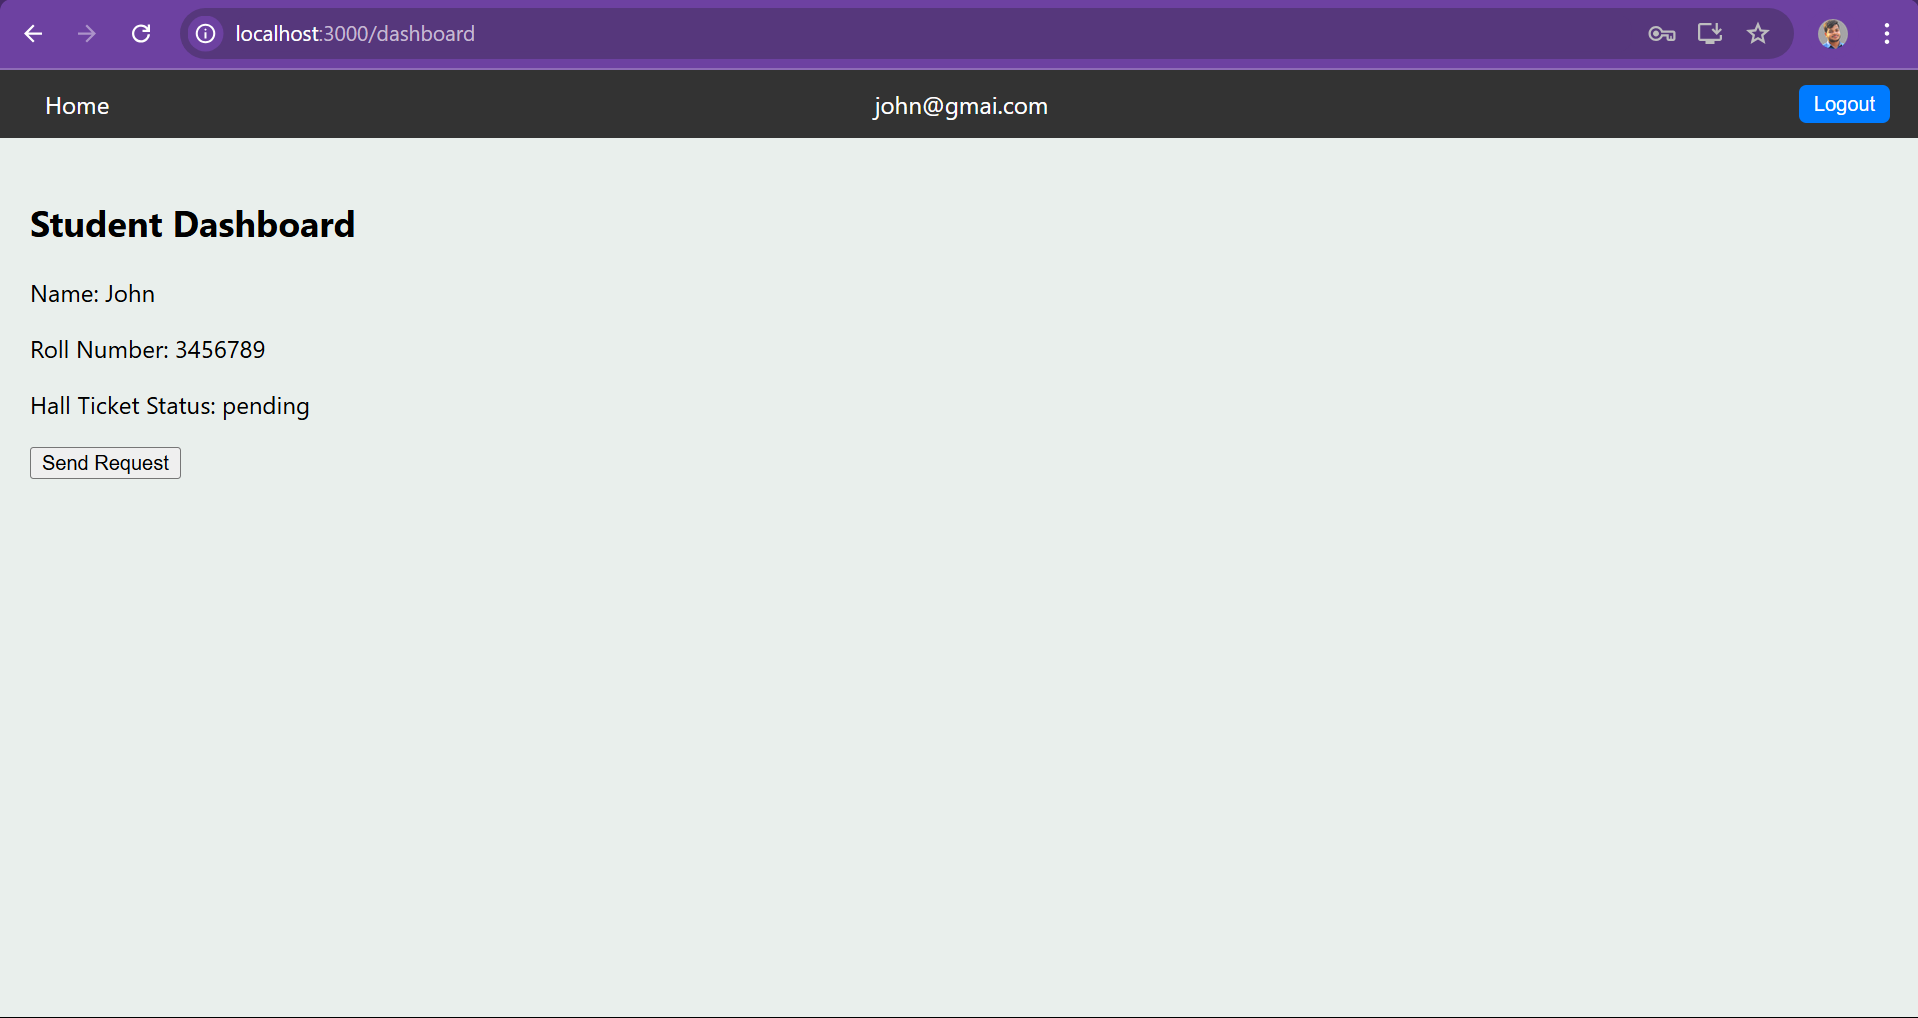 localhost:3000/dashboard
Home
john@gmai.com
Logout
Student Dashboard
Name: John
Roll Number: 3456789
Hall Ticket Status: pending
Send Request